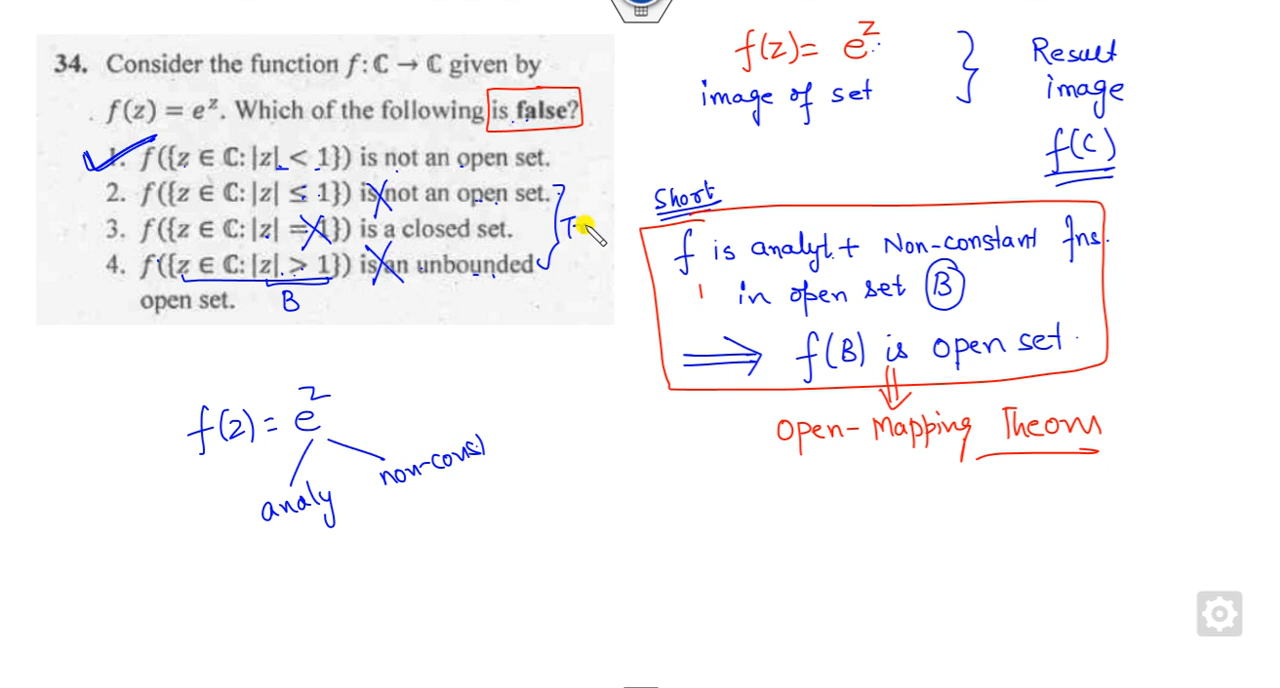 34. Consider the function f: ℂ → ℂ given by
f(z) = e^z. Which of the following is false?
1. f({z ∈ ℂ: |z| < 1}) is not an open set.
2. f({z ∈ ℂ: |z| ≤ 1}) is not an open set.
3. f({z ∈ ℂ: |z| = 1}) is a closed set.
4. f({z ∈ ℂ: |z| > 1}) is an unbounded
open set.
B
T
f(z) = e^z
analy
non-const
f(z) = e^z
image of set
Result
image
f(C)
Short
f is analyt. + Non-constant fns.
in open set B
⟹ f(B) is open set.
Open-Mapping Theom